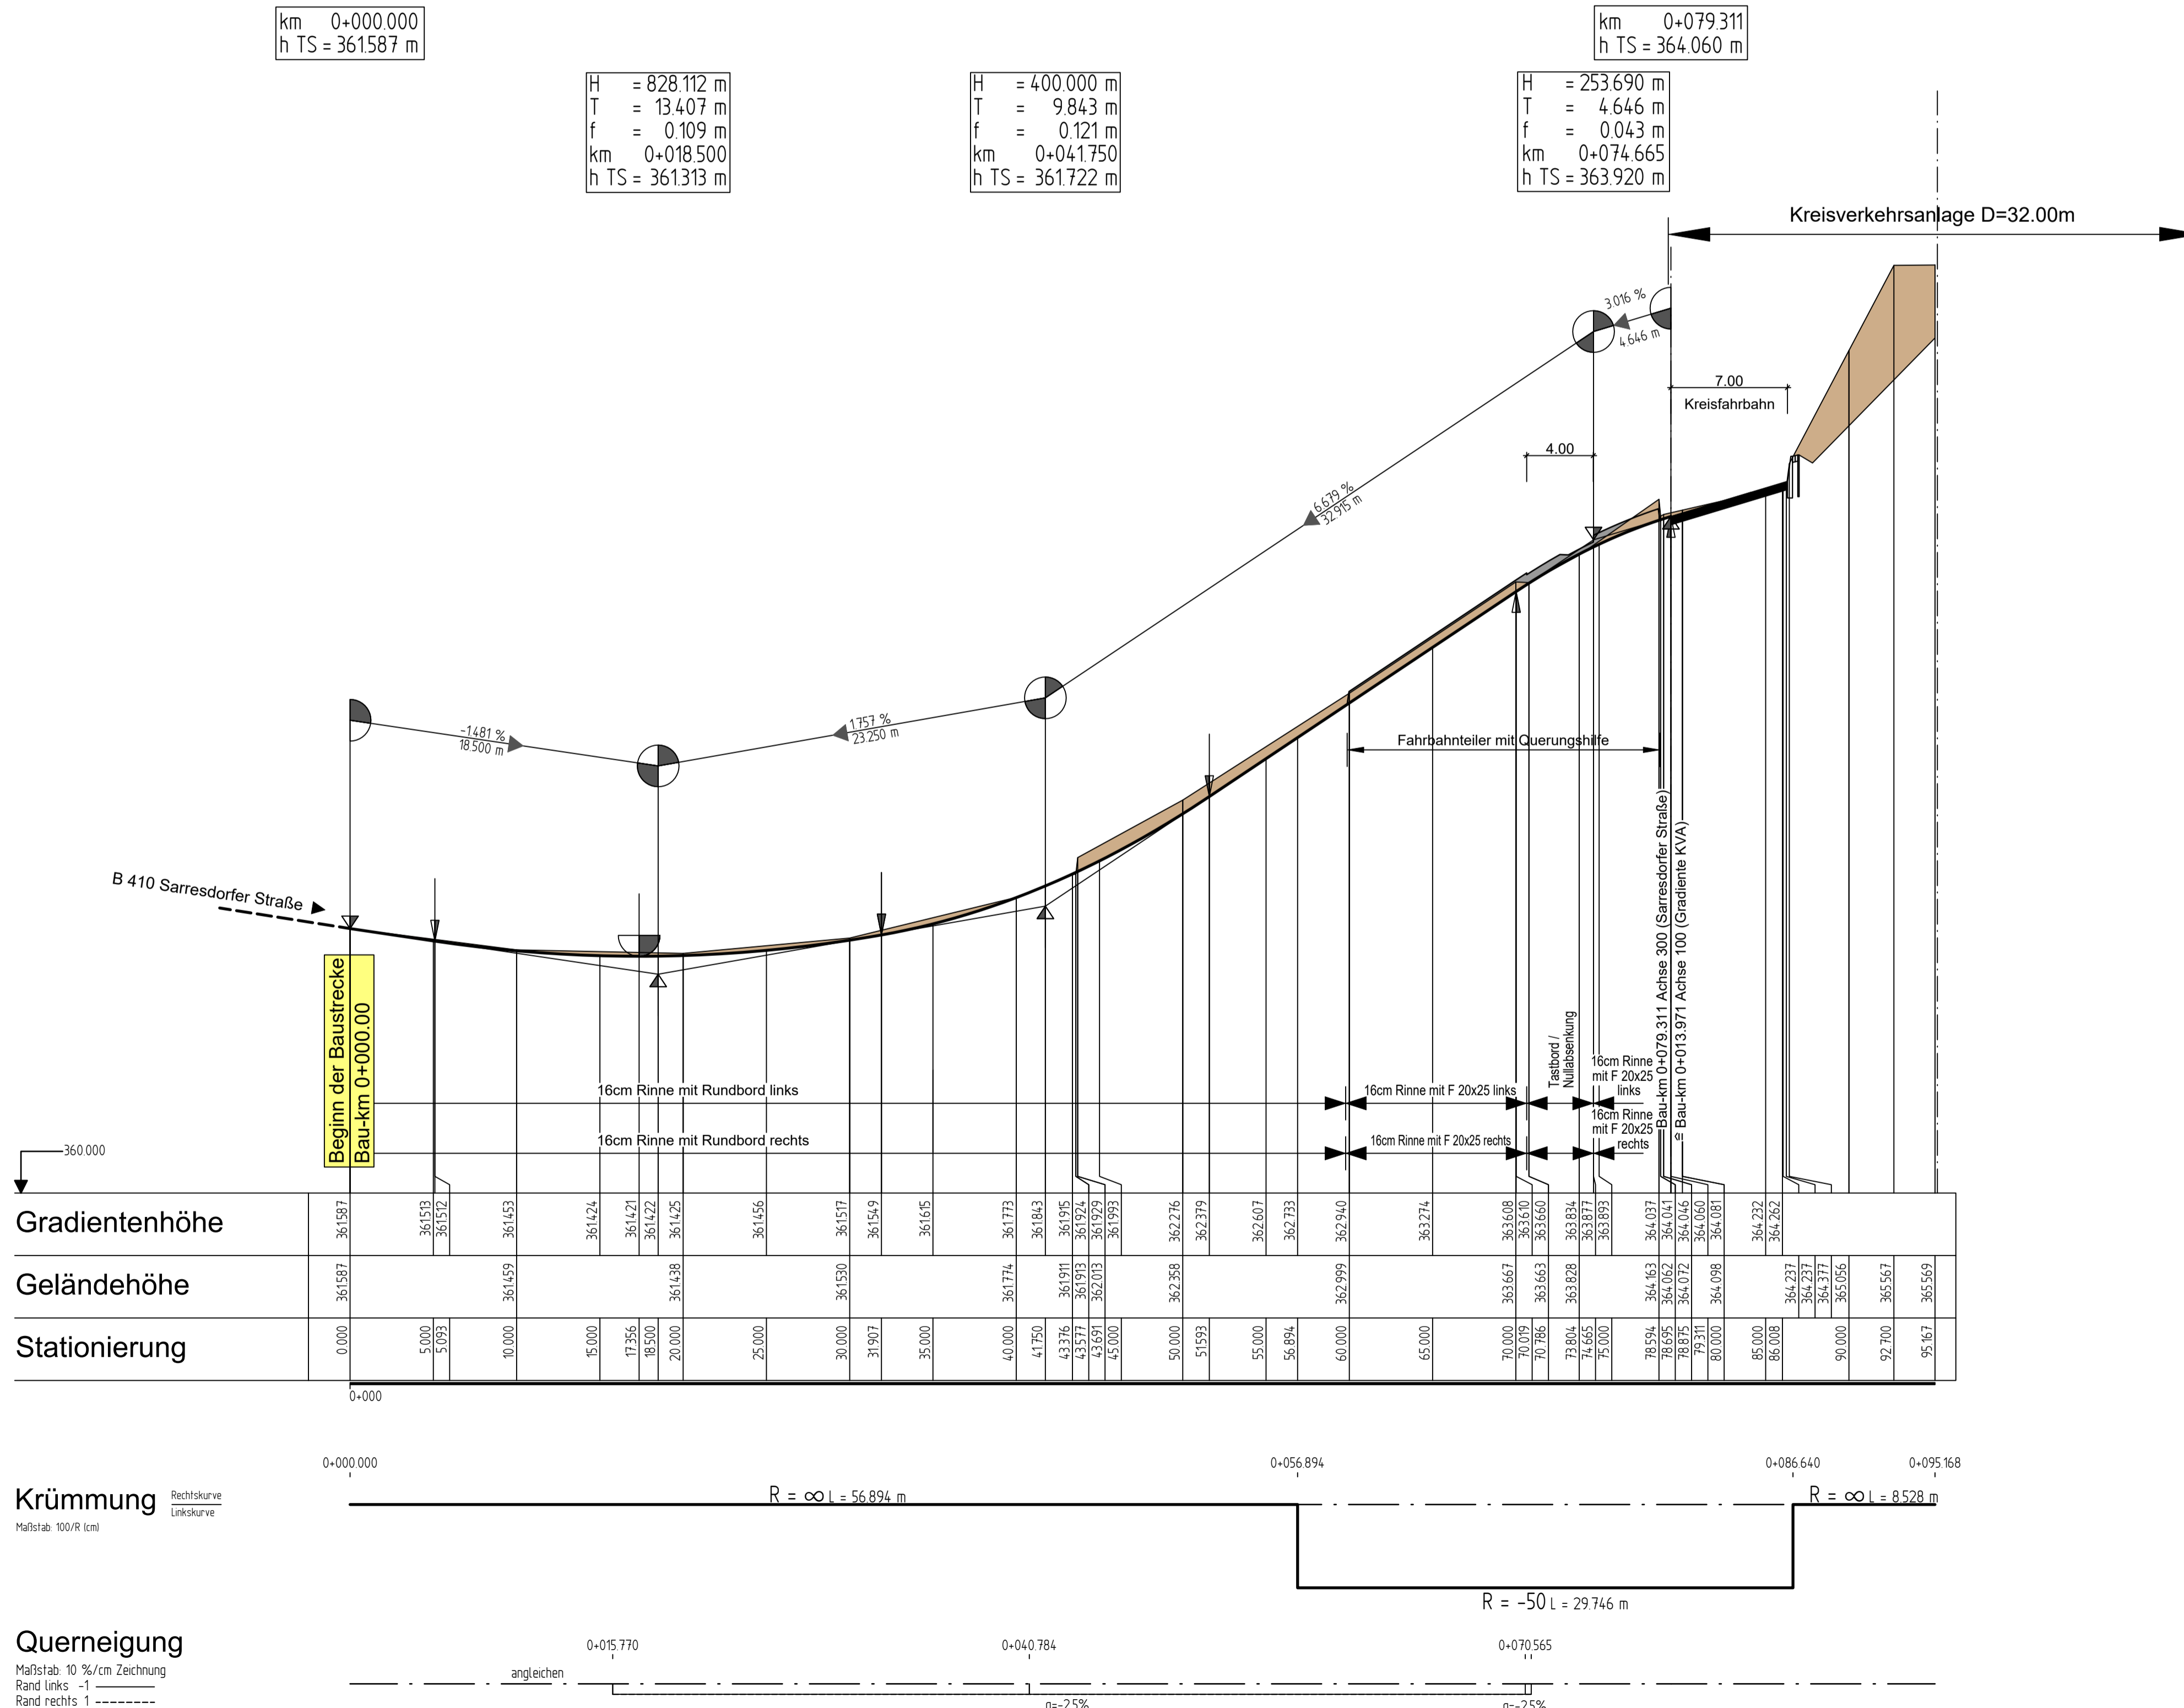 km 0+000.000
h TS = 361.587 m
km 0+079.311
h TS = 364.060 m
H = 828.112 m
T = 13.407 m
f = 0.109 m
km 0+018.500
h TS = 361.313 m
H = 400.000 m
T = 9.843 m
f = 0.121 m
km 0+041.750
h TS = 361.722 m
H = 253.690 m
T = 4.646 m
f = 0.043 m
km 0+074.665
h TS = 363.920 m
Kreisverkehrsanlage D=32.00m
3.016 %
4.646 m
7.00
Kreisfahrbahn
4.00
6.679 %
32.915 m
-1.481 %
18.500 m
1.757 %
23.250 m
Fahrbahnteiler mit Querungshilfe
B 410 Sarresdorfer Straße
Beginn der Baustrecke
Bau-km 0+000.00
Bau-km 0+079.311 Achse 300 (Sarresdorfer Straße)
≙ Bau-km 0+013.971 Achse 100 (Gradiente KVA)
Tastbord /
Nullabsenkung
16cm Rinne mit Rundbord links
16cm Rinne mit F 20x25 links
16cm Rinne
mit F 20x25
links
16cm Rinne mit Rundbord rechts
16cm Rinne mit F 20x25 rechts
16cm Rinne
mit F 20x25
rechts
360.000
Gradientenhöhe
361.587 361.513 361.512 361.453 361.424 361.421 361.422 361.425 361.456 361.517 361.549 361.615 361.773 361.843 361.915 361.924 361.929 361.993 362.276 362.379 362.607 362.733 362.940 363.274 363.608 363.610 363.660 363.834 363.877 363.893 364.037 364.041 364.046 364.060 364.081 364.232 364.262
Geländehöhe
361.587 361.459 361.438 361.530 361.774 361.911 361.913 362.013 362.358 362.999 363.667 363.663 363.828 364.163 364.062 364.072 364.098 364.237 364.237 364.377 365.056 365.567 365.569
Stationierung
0.000 5.000 5.093 10.000 15.000 17.356 18.500 20.000 25.000 30.000 31.907 35.000 40.000 41.750 43.376 43.577 43.691 45.000 50.000 51.593 55.000 56.894 60.000 65.000 70.000 70.019 70.786 73.804 74.665 75.000 78.594 78.695 78.875 79.311 80.000 85.000 86.008 90.000 92.700 95.167
0+000
0+000.000 0+056.894 0+086.640 0+095.168
Krümmung
Rechtskurve
Linkskurve
Maßstab: 100/R (cm)
R = ∞ L = 56.894 m
R = ∞ L = 8.528 m
R = -50 L = 29.746 m
Querneigung
Maßstab: 10 %/cm Zeichnung
Rand links -1
Rand rechts 1
0+015.770 0+040.784 0+070.565
angleichen
q=-2.5%
q=-2.5%